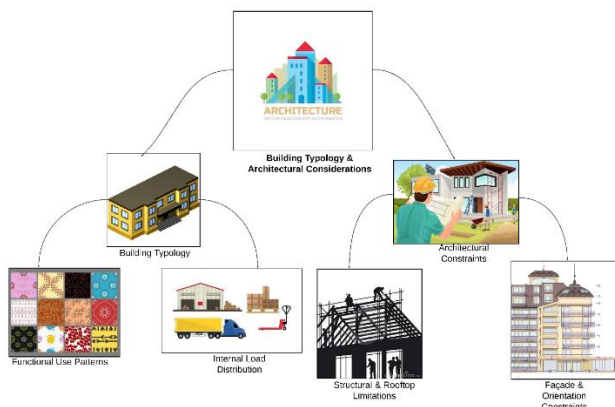 ARCHITECTURE
Building Typology &
Architectural Considerations
Building Typology
Architectural
Constraints
Functional Use Patterns
Internal Load
Distribution
Structural & Rooftop
Limitations
Façade &
Orientation
Constraints